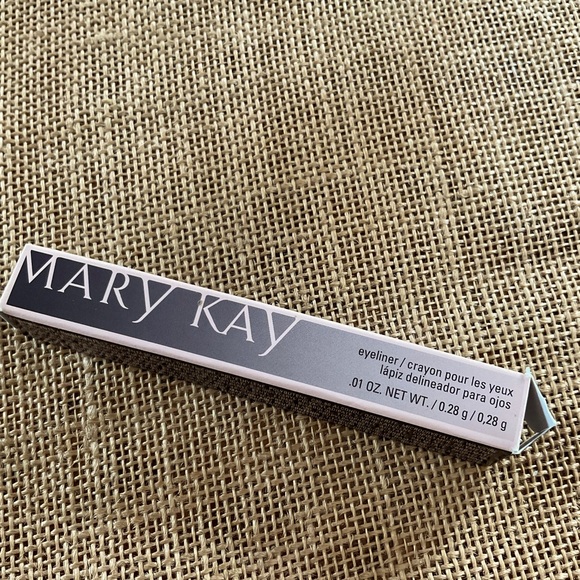 MARY KAY
eyeliner / crayon pour les yeux
lápiz delineador para ojos
.01 OZ. NET WT. / 0.28 g / 0,28 g